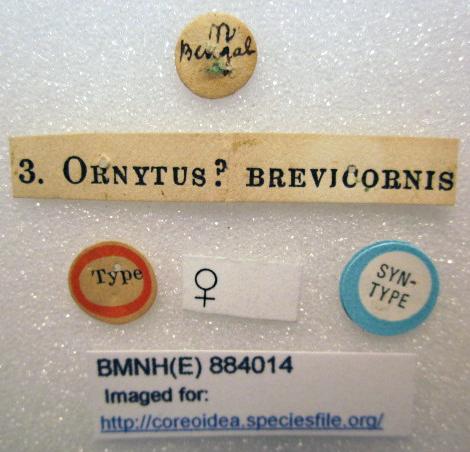 N
Bengal
3. ORNYTUS? BREVICORNIS
Type
♀
SYN-
TYPE
BMNH(E) 884014
Imaged for:
http://coreoidea.speciesfile.org/